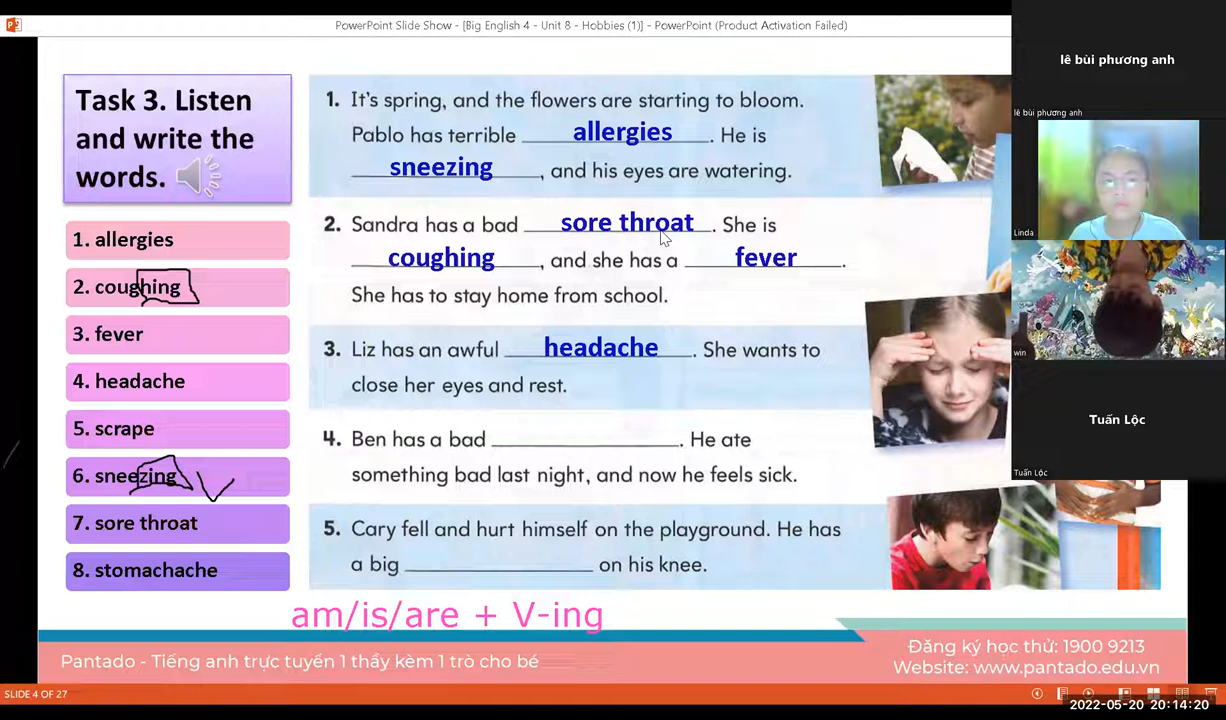 PowerPoint Slide Show - [Big English 4 - Unit 8 - Hobbies (1)] - PowerPoint (Product Activation Failed)
Task 3. Listen
and write the
words.
1. allergies
2. coughing
3. fever
4. headache
5. scrape
6. sneezing
7. sore throat
8. stomachache
1. It's spring, and the flowers are starting to bloom.
Pablo has terrible allergies. He is
sneezing, and his eyes are watering.
2. Sandra has a bad sore throat. She is
coughing, and she has a fever.
She has to stay home from school.
3. Liz has an awful headache. She wants to
close her eyes and rest.
4. Ben has a bad ____________. He ate
something bad last night, and now he feels sick.
5. Cary fell and hurt himself on the playground. He has
a big ____________ on his knee.
am/is/are + V-ing
Pantado - Tiếng anh trực tuyến 1 thầy kèm 1 trò cho bé
Đăng ký học thử: 1900 9213
Website: www.pantado.edu.vn
SLIDE 4 OF 27
lê bùi phương anh
lê bùi phương anh
Linda
win
Tuấn Lộc
Tuấn Lộc
2022-05-20 20:14:20